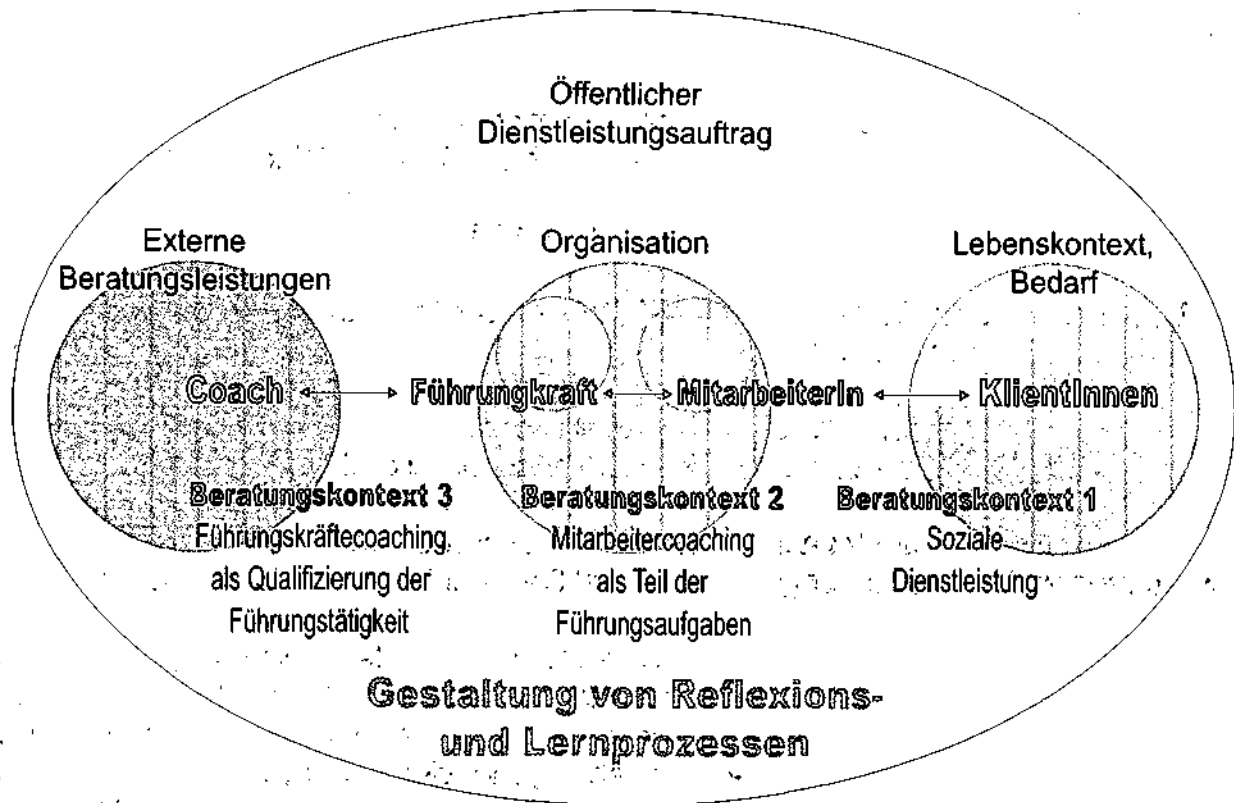 Öffentlicher
Dienstleistungsauftrag
Externe
Beratungsleistungen
Organisation
Lebenskontext,
Bedarf
Coach
Führungkraft
MitarbeiterIn
KlientInnen
Beratungskontext 3
Führungskräftecoaching
als Qualifizierung der
Führungstätigkeit
Beratungskontext 2
Mitarbeitercoaching
als Teil der
Führungsaufgaben
Beratungskontext 1
Soziale
Dienstleistung
Gestaltung von Reflexions-
und Lernprozessen